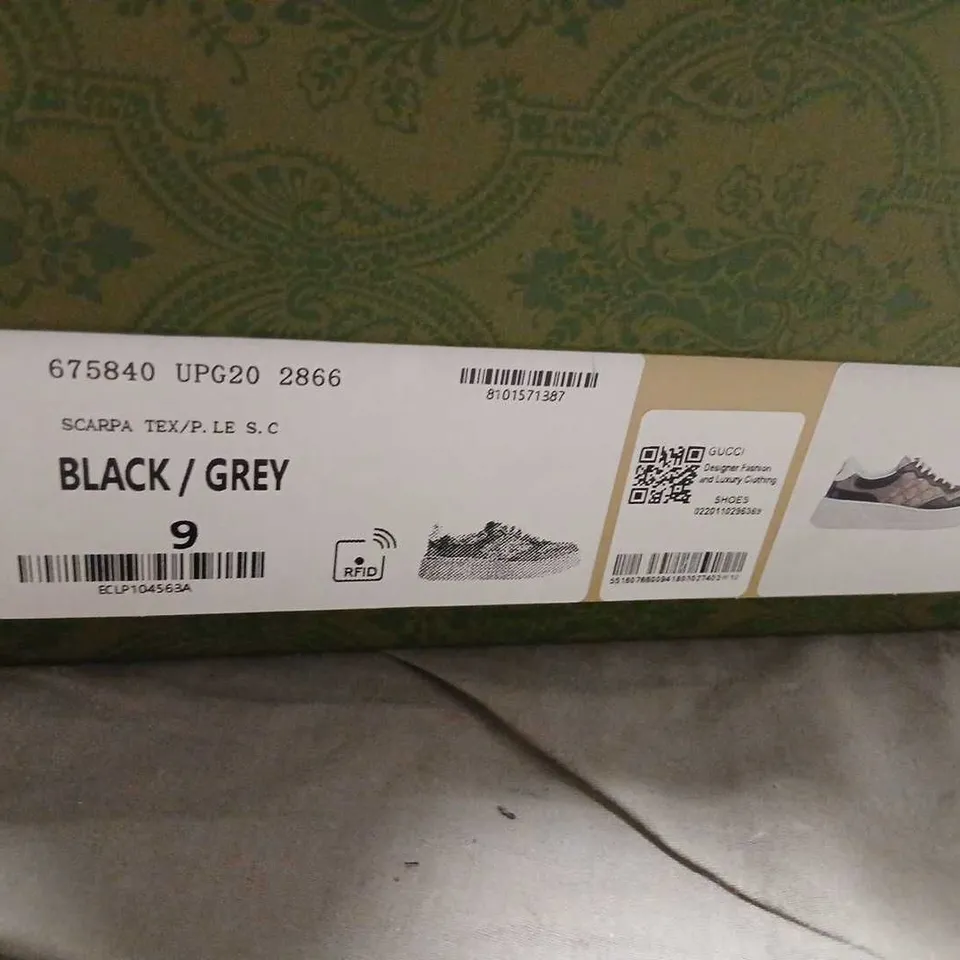 675840 UPG20 2866
8101571387
SCARPA TEX/P.LE S.C
BLACK / GREY
9
ECLP104563A
RFID
GUCCI
Designer Fashion
and Luxury Clothing
SHOES